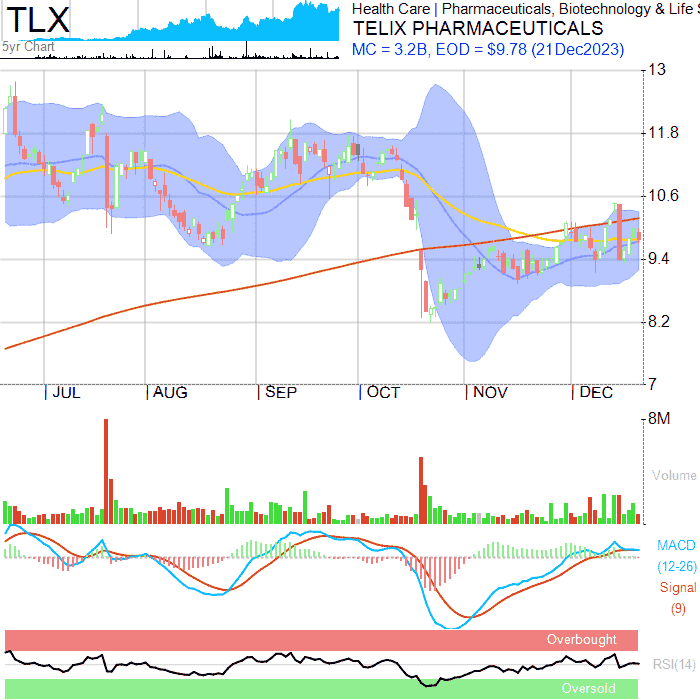 TLX
Health Care | Pharmaceuticals, Biotechnology & Life S
TELIX PHARMACEUTICALS
5yr Chart
MC = 3.2B, EOD = $9.78 (21Dec2023)
13
11.8
10.6
9.4
8.2
7
JUL AUG SEP OCT NOV DEC
8M
Volume
MACD
(12-26)
Signal
(9)
Overbought
RSI(14)
Oversold